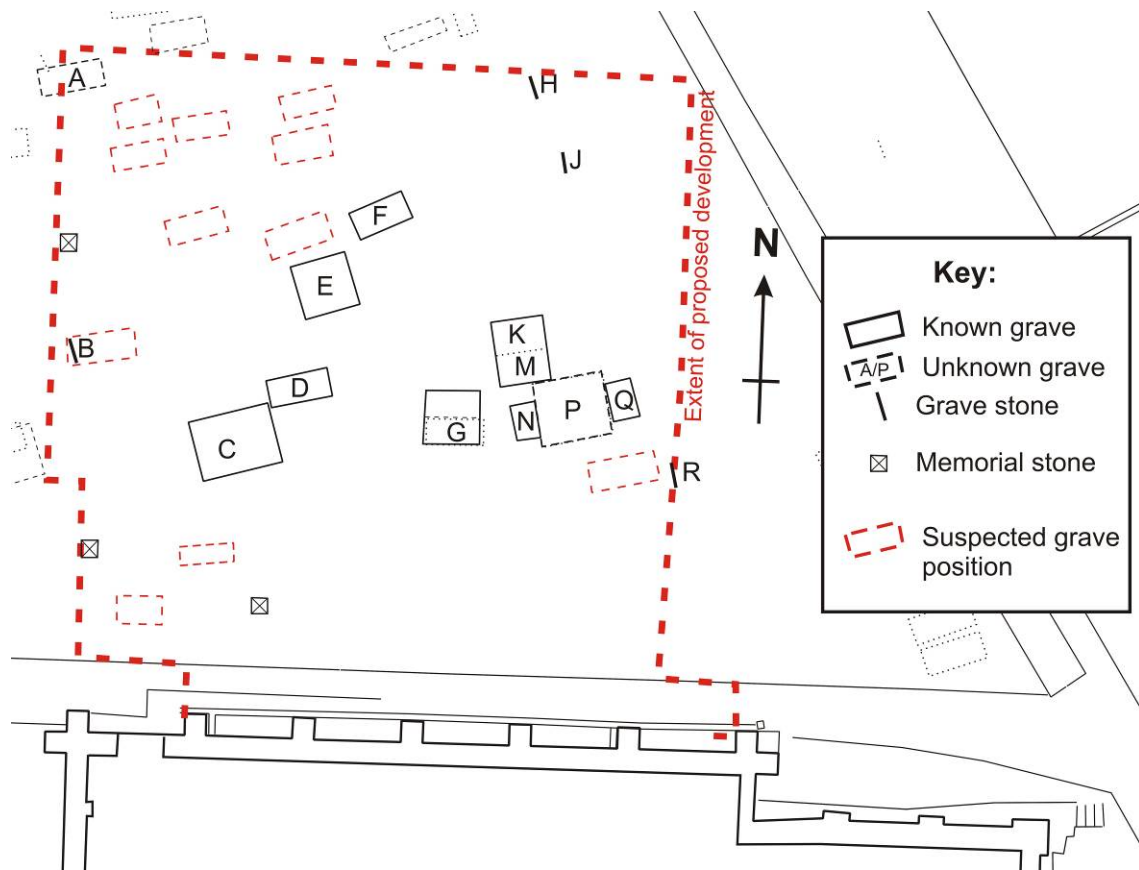 A
H
J
F
N
E
B
K
M
D
Q
N
P
G
C
R
Extent of proposed development
Key:
Known grave
A/P
Unknown grave
Grave stone
Memorial stone
Suspected grave
position